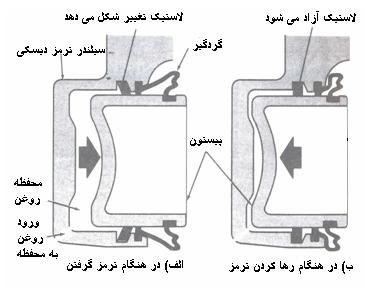 لاستیک آزاد می شود
لاستیک تغییر شکل می دهد
گردگیر
سیلندر ترمز دیسکی
پیستون
محفظه
روغن
ورود
روغن
به محفظه
الف) در هنگام ترمز گرفتن
ب) در هنگام رها کردن ترمز